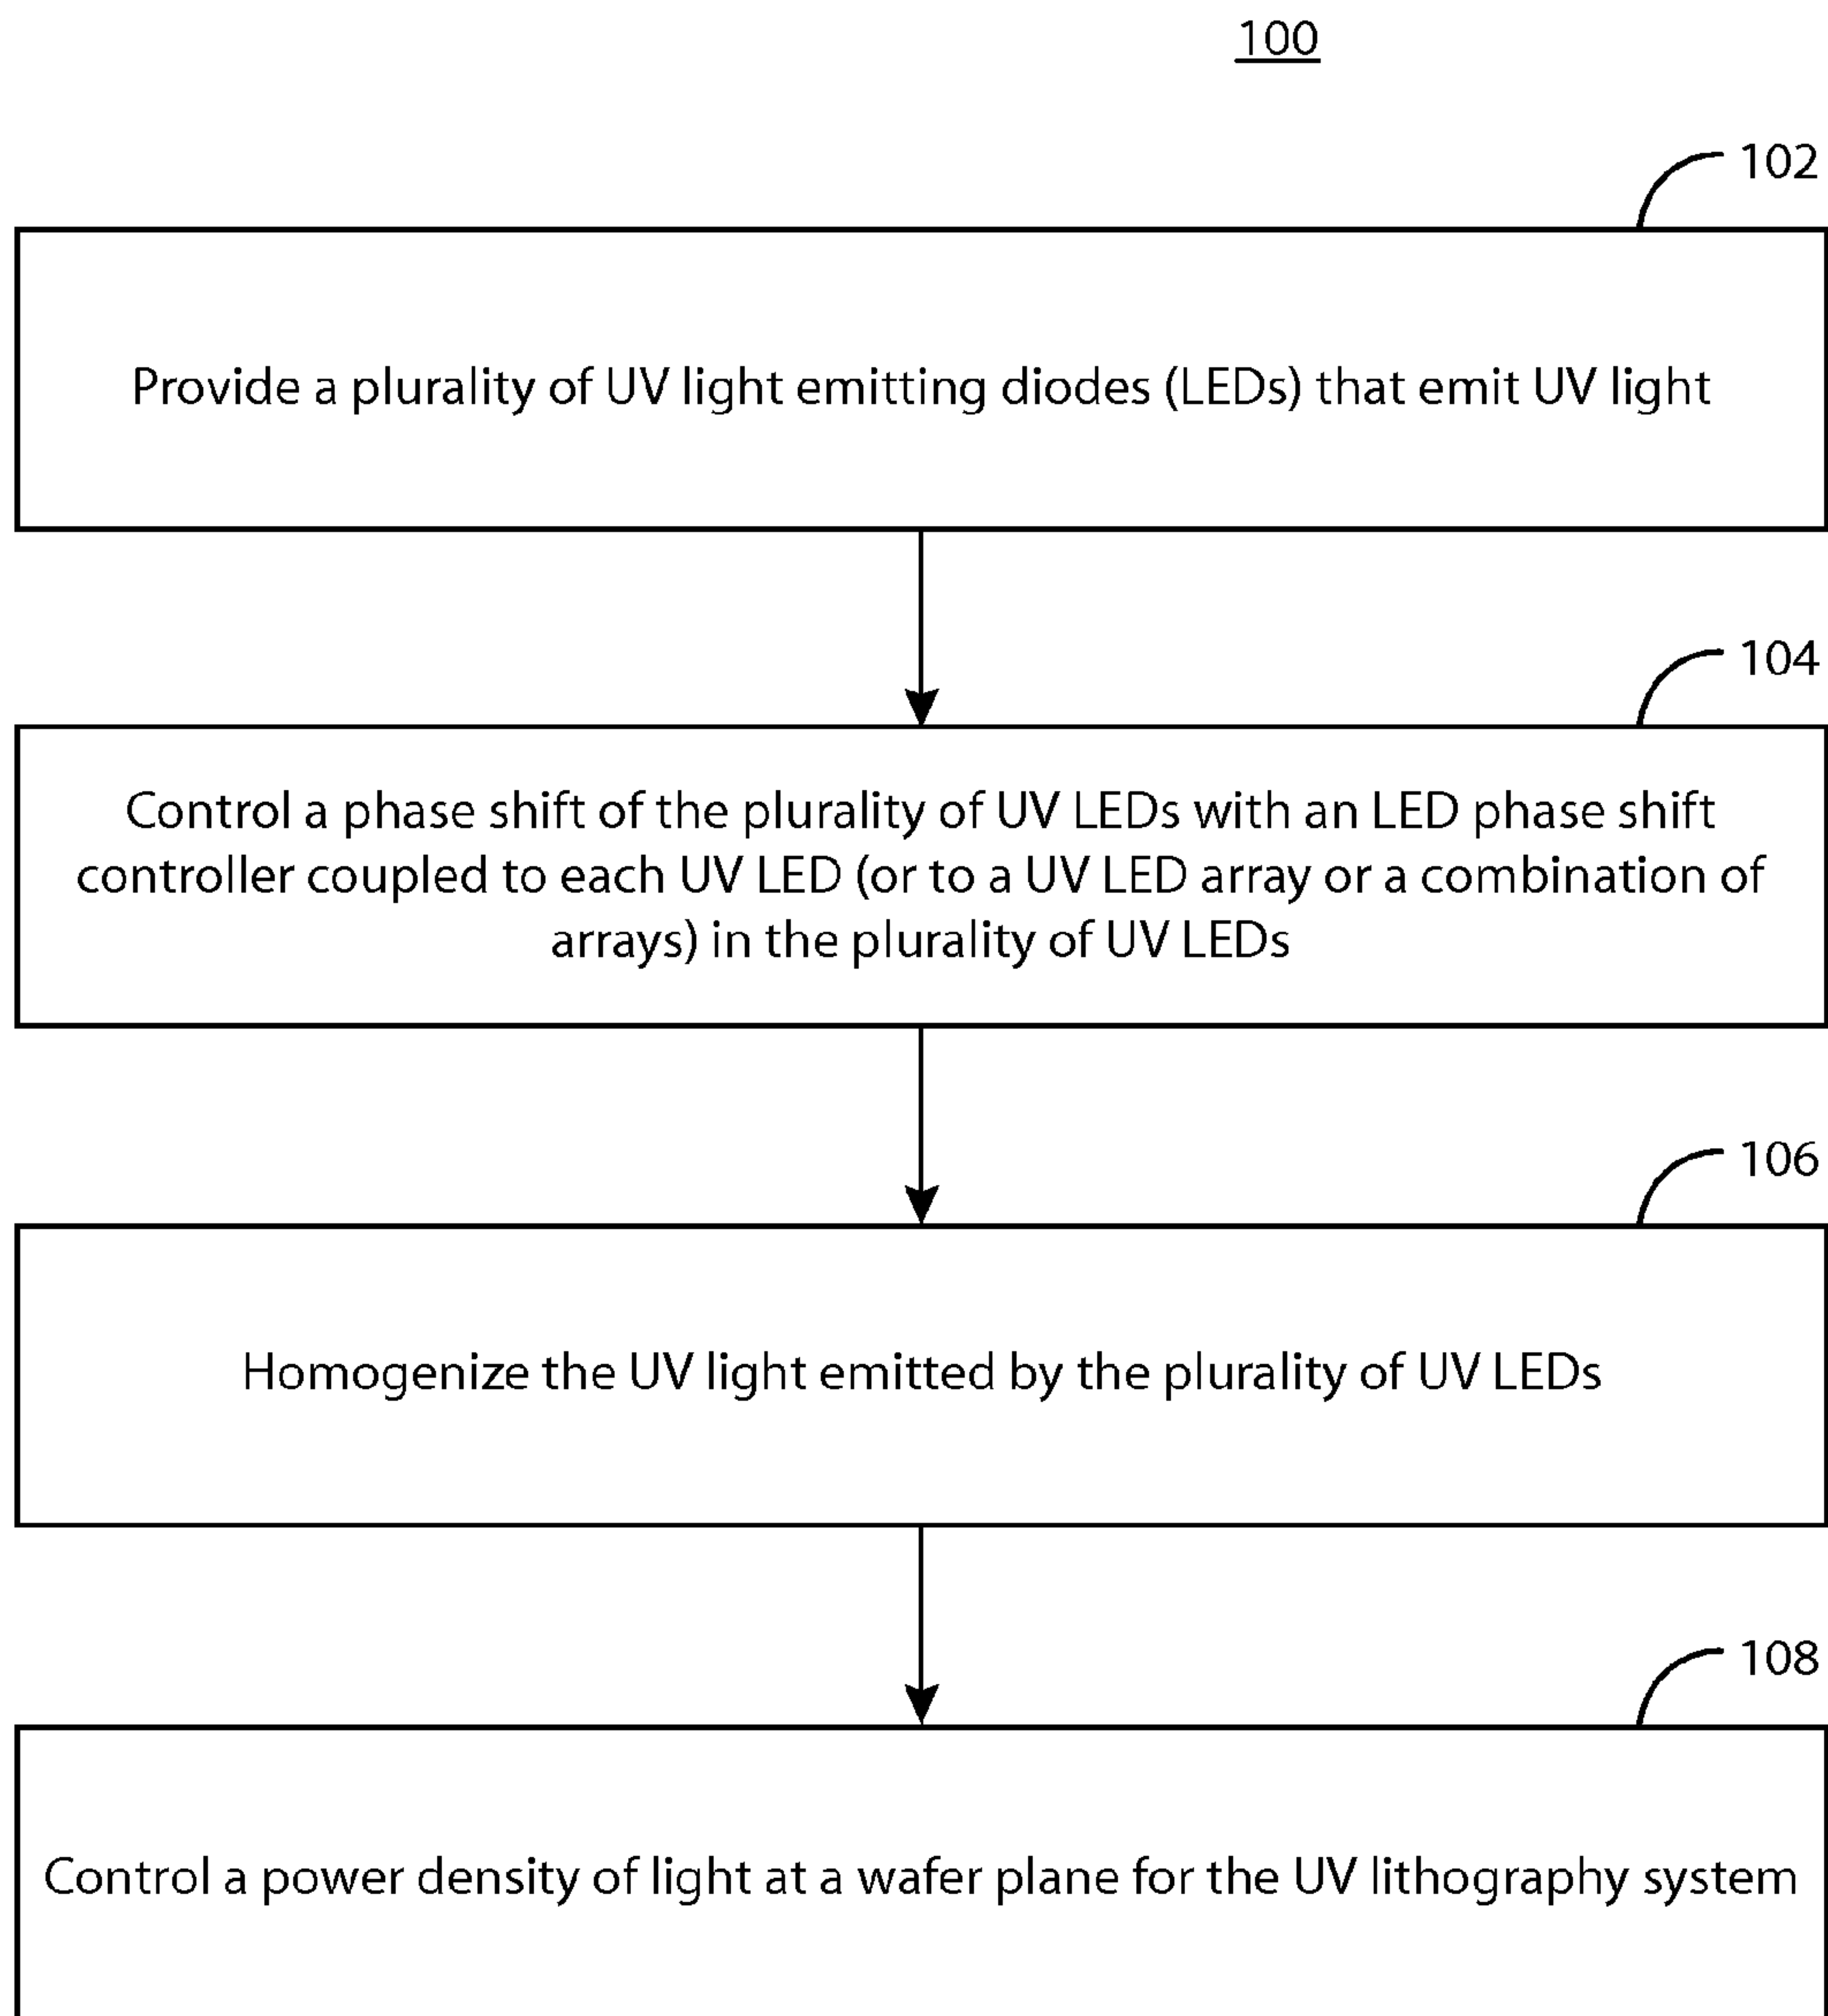 100
102
Provide a plurality of UV light emitting diodes (LEDs) that emit UV light
104
Control a phase shift of the plurality of UV LEDs with an LED phase shift
controller coupled to each UV LED (or to a UV LED array or a combination of
arrays) in the plurality of UV LEDs
106
Homogenize the UV light emitted by the plurality of UV LEDs
108
Control a power density of light at a wafer plane for the UV lithography system